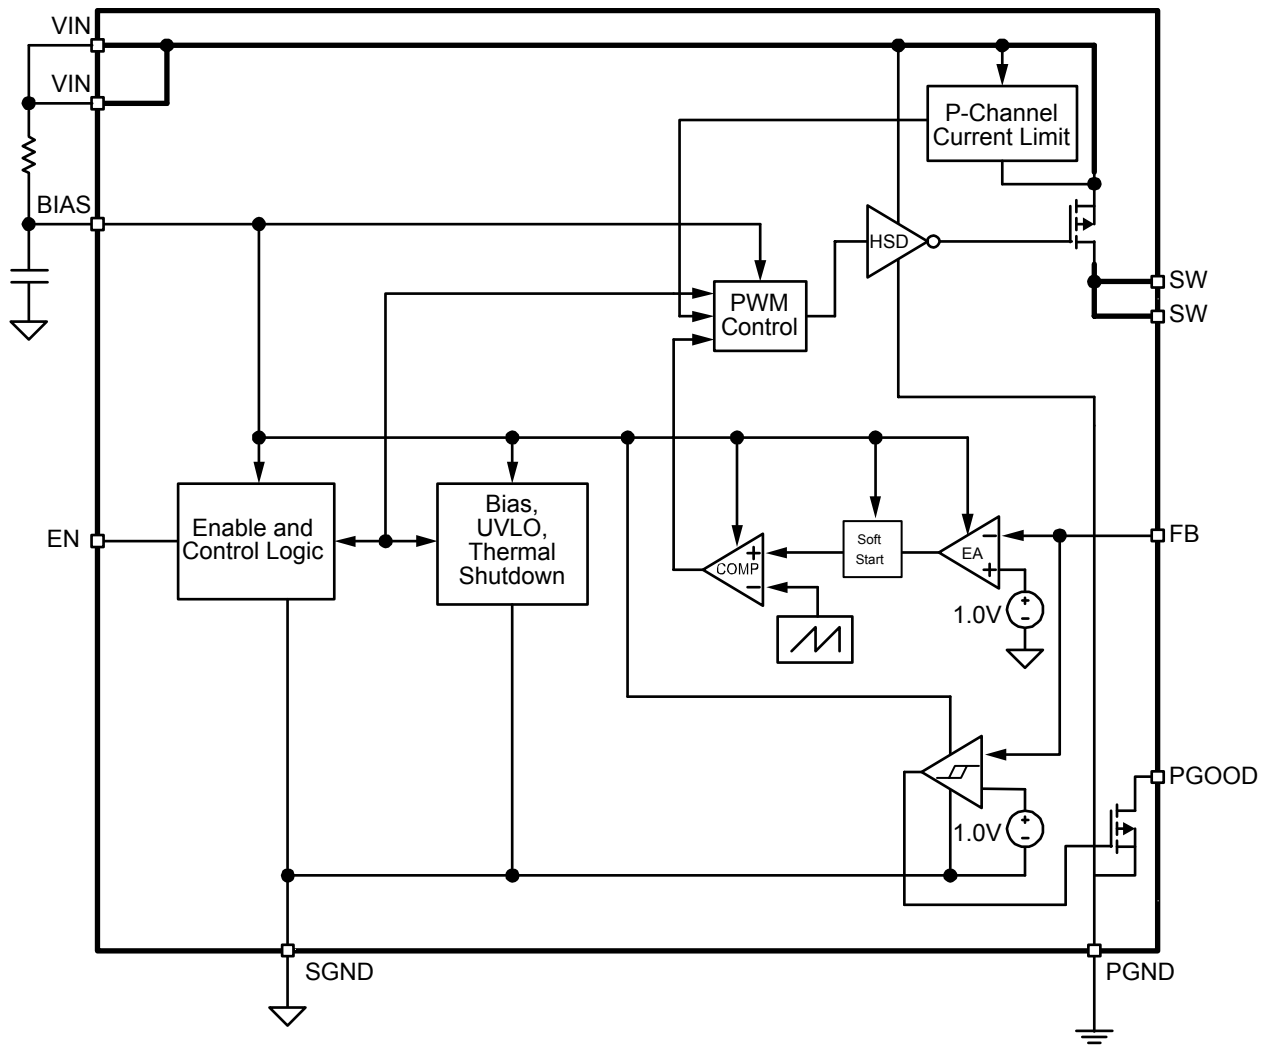 VIN
VIN
P-Channel
Current Limit
BIAS
HSD
SW
PWM
Control
SW
Bias,
UVLO,
Thermal
Shutdown
Enable and
Control Logic
EN
Soft
Start
FB
-
EA
+
+
COMP
-
1.0V
+
-
PGOOD
1.0V
+
-
SGND
PGND